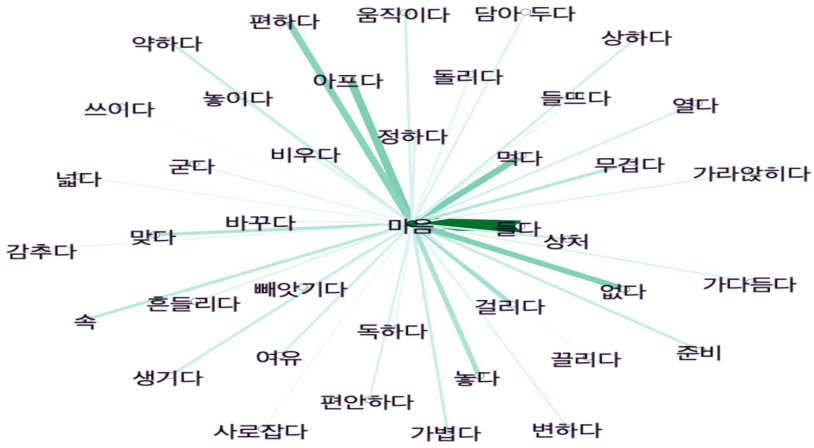 편하다
움직이다
담아 두다
약하다
상하다
아프다
돌리다
쓰이다
놓이다
들뜨다
열다
정하다
비우다
먹다
굳다
무겁다
넓다
가라앉히다
바꾸다
마음
들다
맞다
상처
감추다
빼앗기다
없다
가다듬다
흔들리다
걸리다
속
독하다
여유
끌리다
준비
생기다
놓다
편안하다
사로잡다
가볍다
변하다